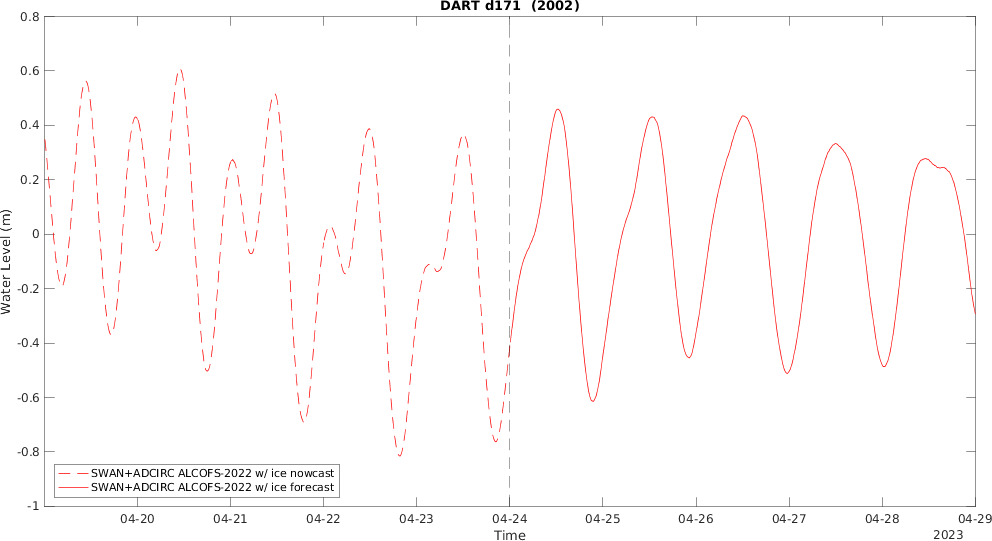 DART d171 (2002)
0.8
0.6
0.4
0.2
0
-0.2
-0.4
-0.6
-0.8
-1
Water Level (m)
SWAN+ADCIRC ALCOFS-2022 w/ ice nowcast
SWAN+ADCIRC ALCOFS-2022 w/ ice forecast
04-20 04-21 04-22 04-23 04-24 04-25 04-26 04-27 04-28 04-29
Time
2023